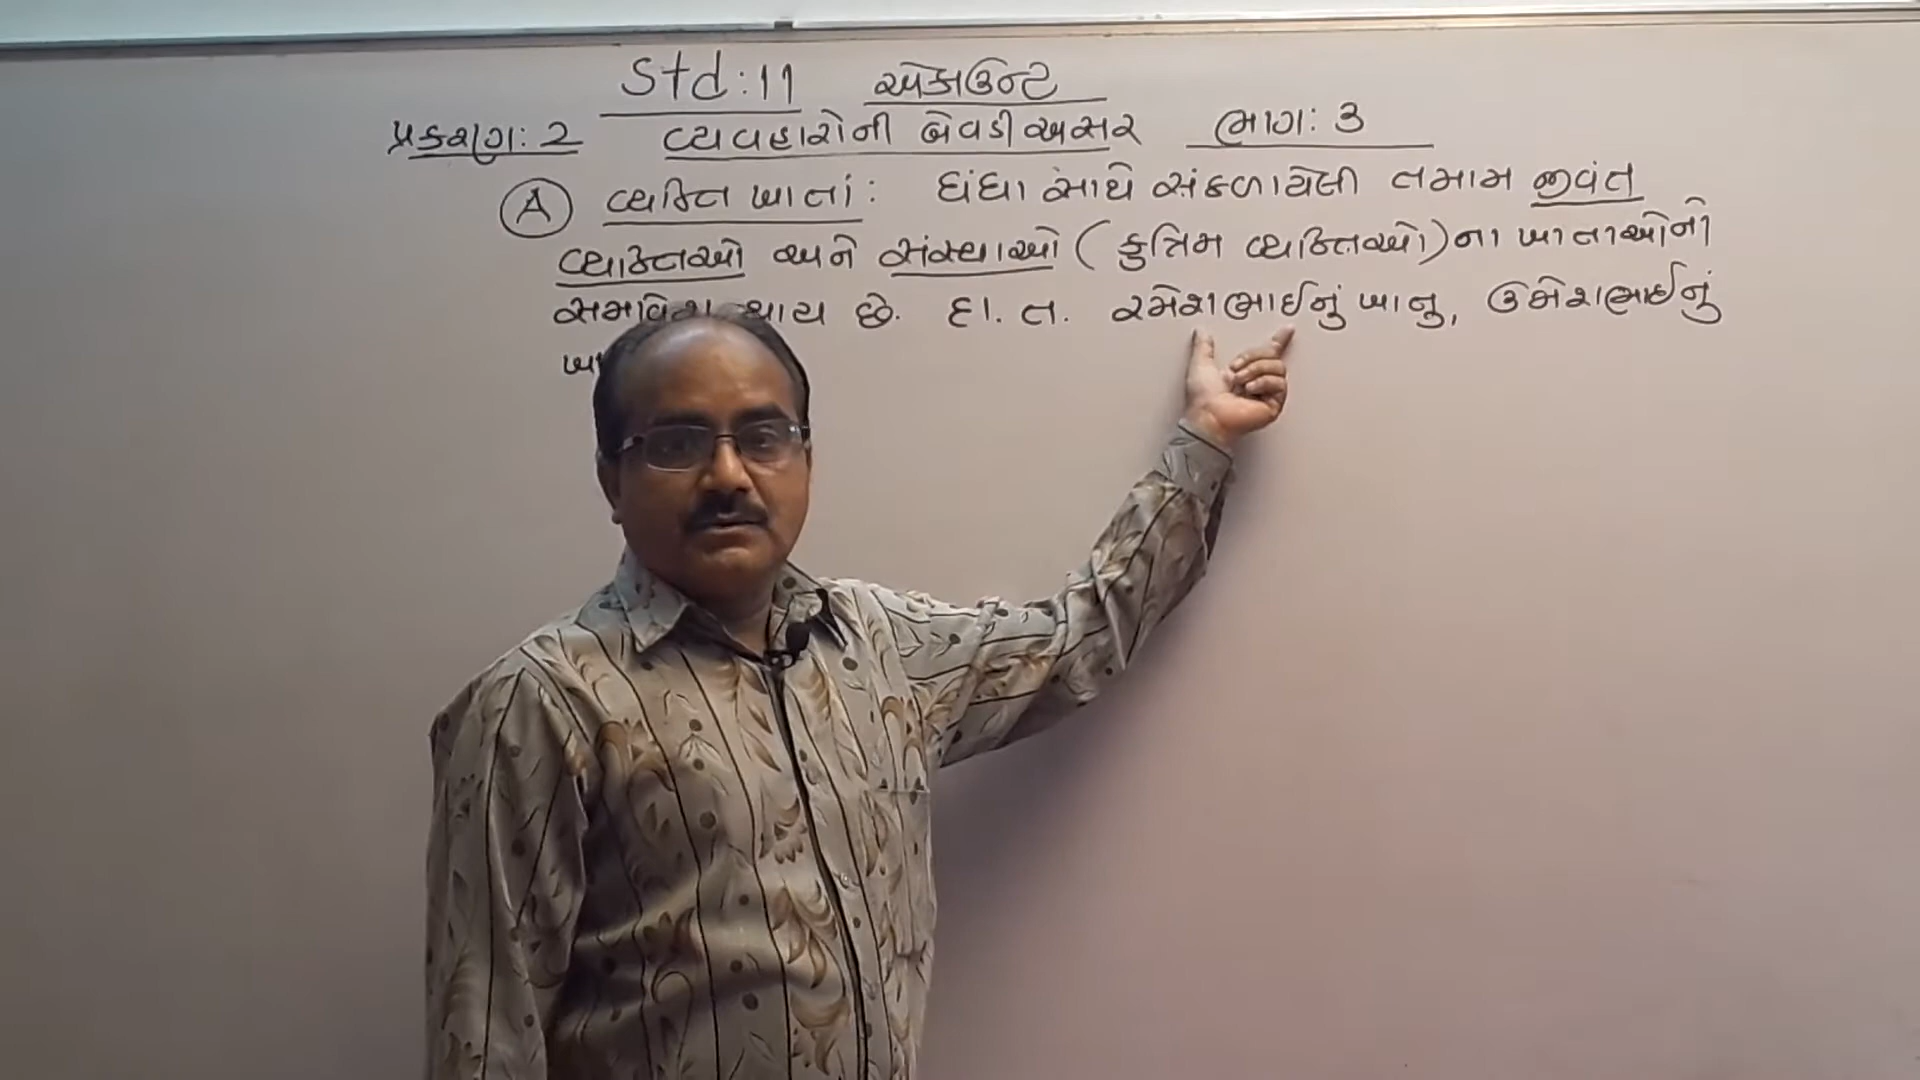 Std: 11 એકાઉન્ટ
પ્રકરણ: 2 વ્યવહારોની બેવડી અસર ભાગ: 3
A વ્યક્તિ ખાતાં: ધંધા સાથે સંકળાયેલી તમામ જીવંત
વ્યક્તિઓ અને સંસ્થાઓ (કુત્રિમ વ્યક્તિઓ)ના ખાતાઓનો
સમાવેશ થાય છે. દા. ત. રમેશભાઈનું ખાતુ, ઉમેશભાઈનું